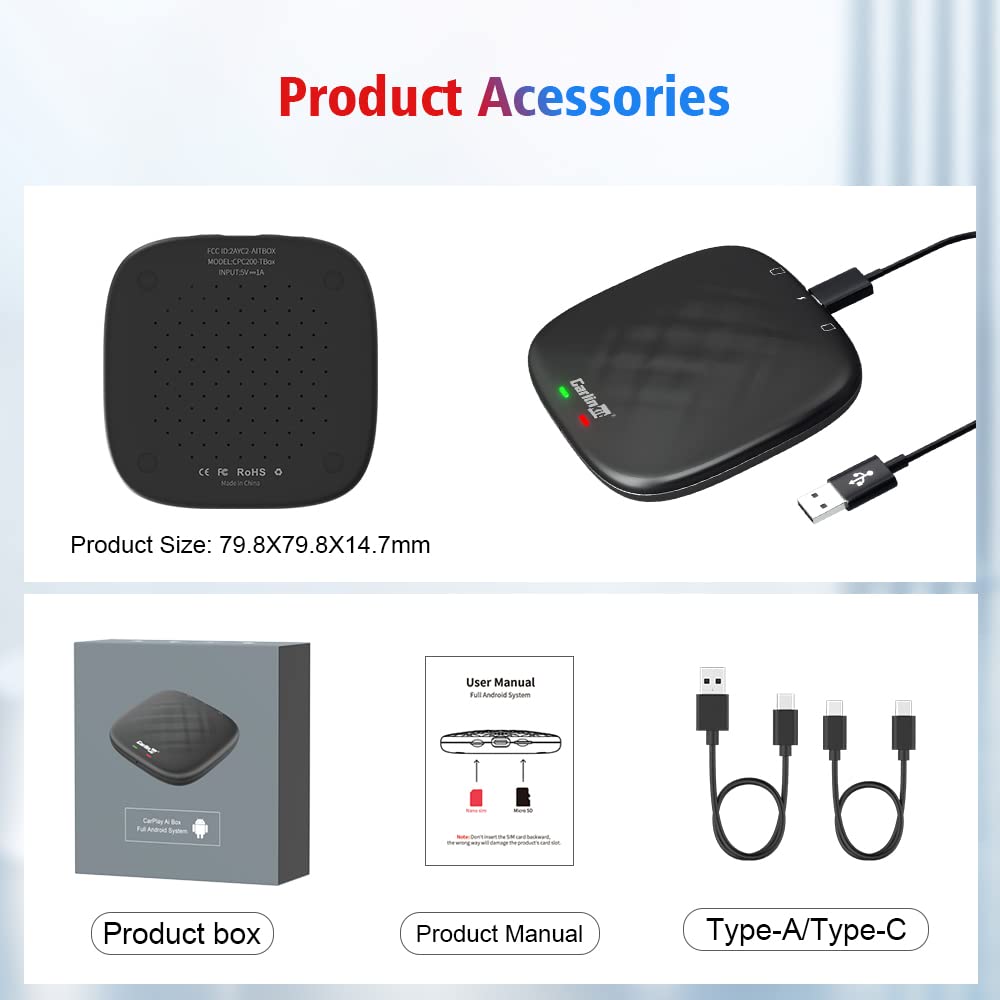 Product Acessories
FCC ID:2AYC2-AITBOX
MODEL:CPC200-TBox
INPUT:5V⎓1A
CE FC RoHS
Made in China
CarlinIT®
Product Size: 79.8X79.8X14.7mm
CarlinIT
CarPlay Ai Box
Full Android System
User Manual
Full Android System
Nano sim
Micro SD
Note: Don't insert the SIM card backward,
the wrong way will damage the product's card slot.
Product box
Product Manual
Type-A/Type-C